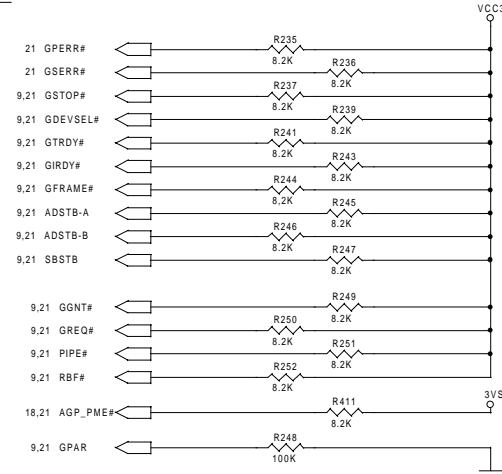 VCC3
21 GPERR# R235 8.2K
21 GSERR# R236 8.2K
9,21 GSTOP# R237 8.2K
9,21 GDEVSEL# R239 8.2K
9,21 GTRDY# R241 8.2K
9,21 GIRDY# R243 8.2K
9,21 GFRAME# R244 8,2K
9,21 ADSTB-A R245 8.2K
9,21 ADSTB-B R246 8.2K
9,21 SBSTB R247 8.2K
9,21 GGNT# R249 8.2K
9,21 GREQ# R250 8.2K
9,21 PIPE# R251 8.2K
9,21 RBF# R252 8.2K
3VS
18,21 AGP_PME# R411 8.2K
9,21 GPAR R248 100K